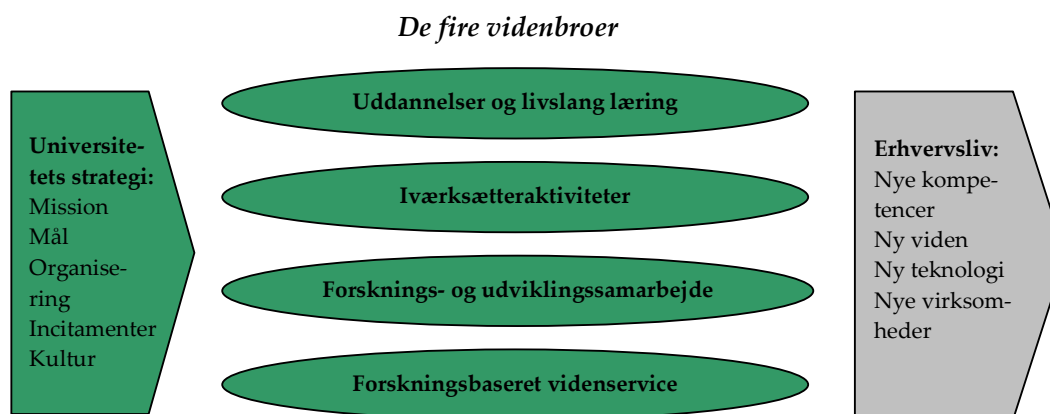 De fire videnbroer
Universite-
tets strategi:
Mission
Mål
Organise-
ring
Incitamenter
Kultur
Uddannelser og livslang læring
Iværksætteraktiviteter
Forsknings- og udviklingssamarbejde
Forskningsbaseret videnservice
Erhvervsliv:
Nye kompe-
tencer
Ny viden
Ny teknologi
Nye virksom-
heder